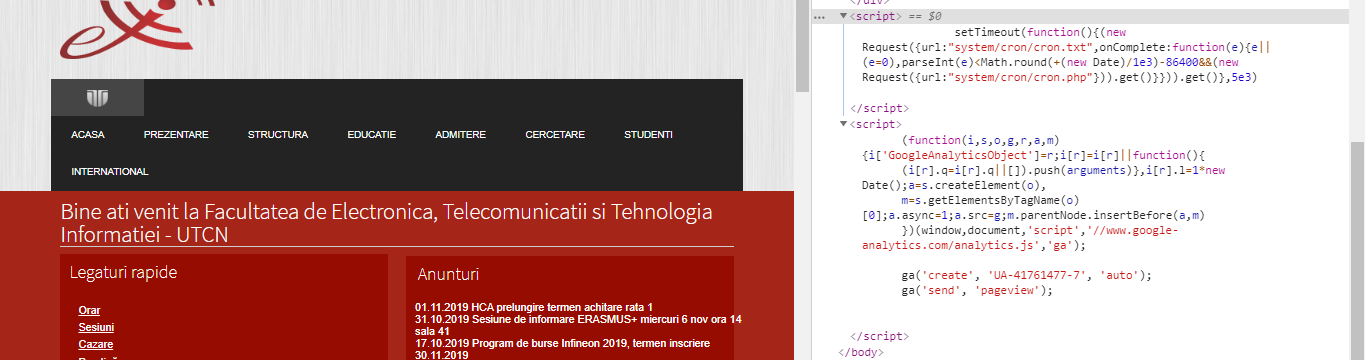 ACASA PREZENTARE STRUCTURA EDUCATIE ADMITERE CERCETARE STUDENTI
INTERNATIONAL
Bine ati venit la Facultatea de Electronica, Telecomunicatii si Tehnologia
Informatiei - UTCN
Legaturi rapide
Orar
Sesiuni
Cazare
Anunturi
01.11.2019 HCA prelungire termen achitare rata 1
31.10.2019 Sesiune de informare ERASMUS+ miercuri 6 nov ora 14
sala 41
17.10.2019 Program de burse Infineon 2019, termen inscriere
30.11.2019
</div>
… ▼<script> == $0
setTimeout(function(){(new
Request({url:"system/cron/cron.txt",onComplete:function(e){e||
(e=0),parseInt(e)<Math.round(+(new Date)/1e3)-86400&&(new
Request({url:"system/cron/cron.php"})).get()}})).get()},5e3)
</script>
▼<script>
(function(i,s,o,g,r,a,m)
{i['GoogleAnalyticsObject']=r;i[r]=i[r]||function(){
(i[r].q=i[r].q||[]).push(arguments)},i[r].l=1*new
Date();a=s.createElement(o),
m=s.getElementsByTagName(o)
[0];a.async=1;a.src=g;m.parentNode.insertBefore(a,m)
})(window,document,'script','//www.google-
analytics.com/analytics.js','ga');
ga('create', 'UA-41761477-7', 'auto');
ga('send', 'pageview');
</script>
</body>